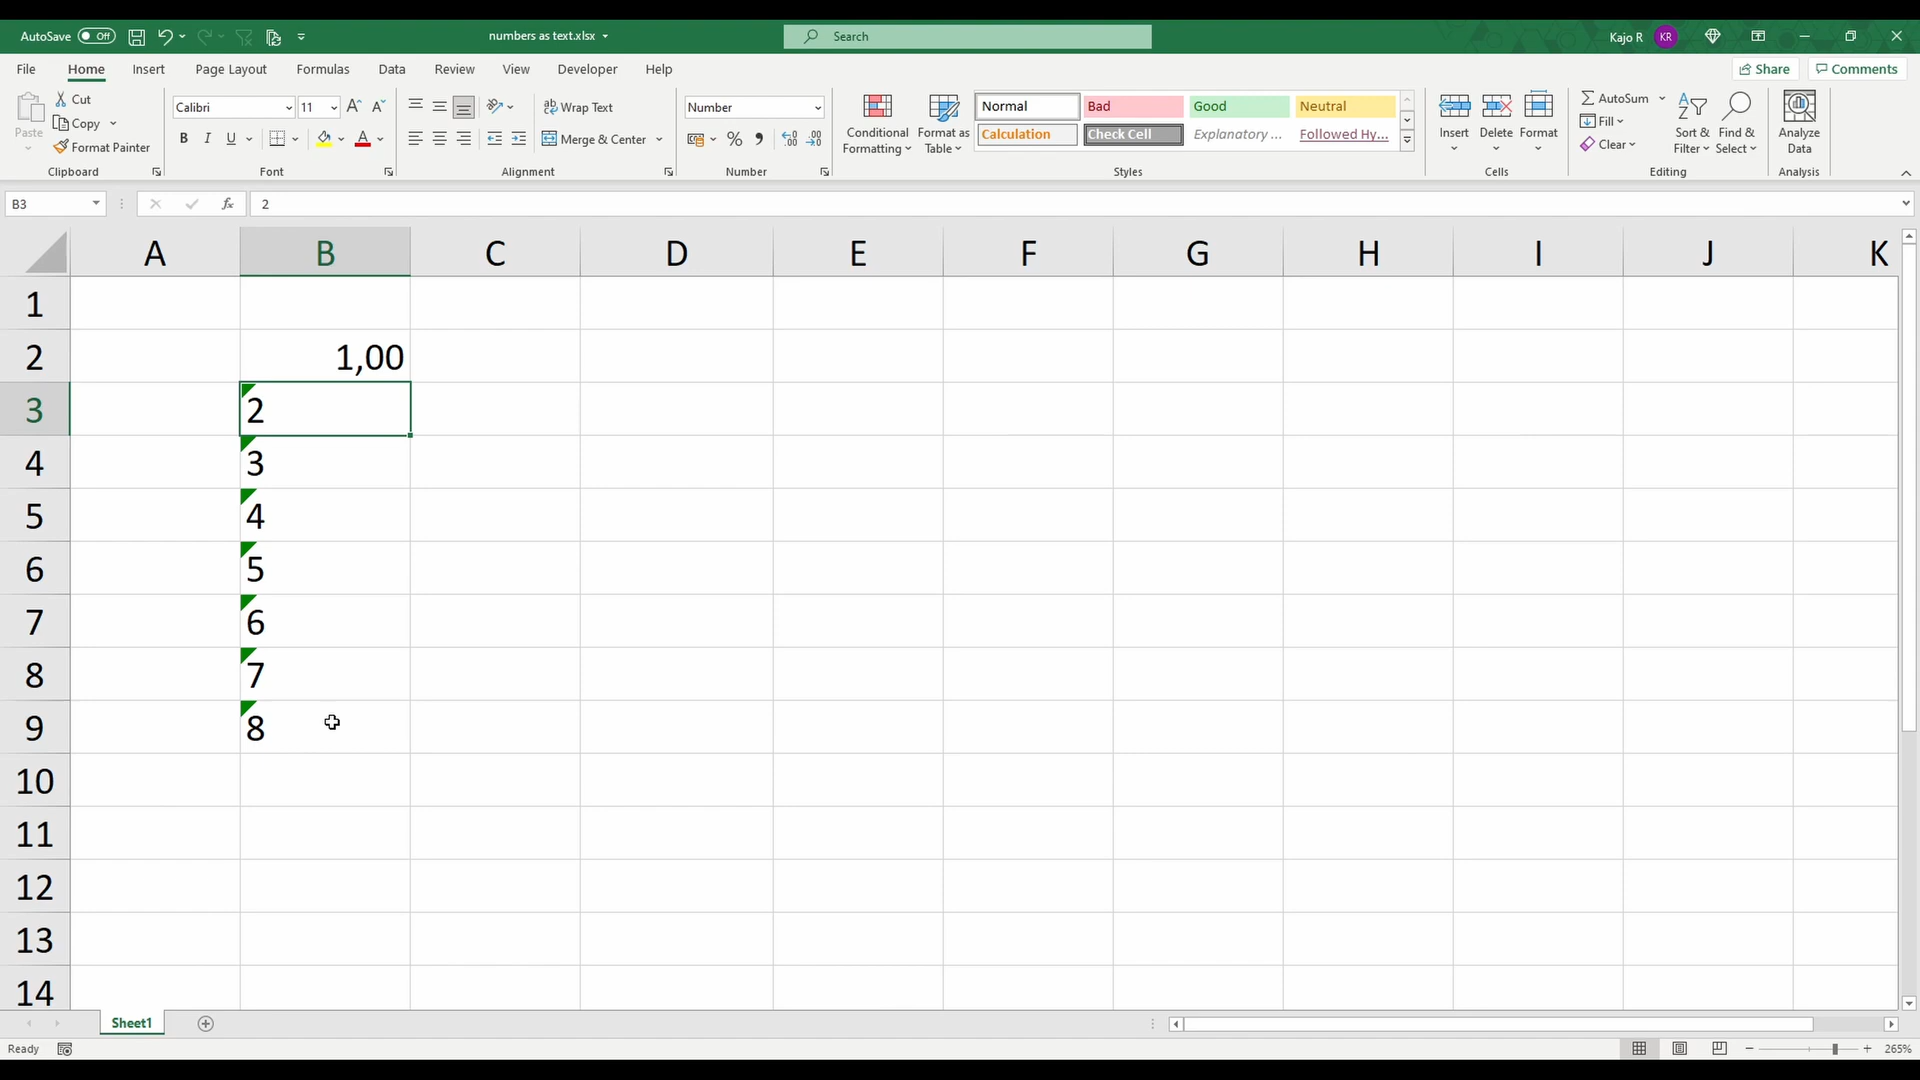 AutoSave Off numbers as text.xlsx Search Kajo R KR
File Home Insert Page Layout Formulas Data Review View Developer Help Share Comments
Paste
Cut
Copy
Format Painter
Clipboard
Calibri 11 A A
B I U A
Font
ab Wrap Text
Merge & Center
Alignment
Number
% , ,00
Number
Conditional Formatting
Format as Table
Normal Bad Good Neutral
Calculation Check Cell Explanatory ... Followed Hy...
Styles
Insert Delete Format
Cells
AutoSum
Fill
Clear
Sort & Filter
Find & Select
Editing
Analyze Data
Analysis
B3 fx 2
A B C D E F G H I J K
1
2 1,00
3 2
4 3
5 4
6 5
7 6
8 7
9 8
10
11
12
13
14
Sheet1
Ready 265%